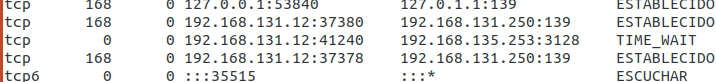 tcp 168 0 127.0.0.1:53840 127.0.1.1:139 ESTABLECIDO
tcp 168 0 192.168.131.12:37380 192.168.131.250:139 ESTABLECIDO
tcp 0 0 192.168.131.12:41240 192.168.135.253:3128 TIME_WAIT
tcp 168 0 192.168.131.12:37378 192.168.131.250:139 ESTABLECIDO
tcp6 0 0 :::35515 :::* ESCUCHAR